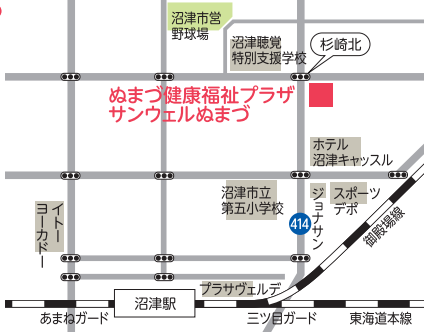 沼津市営
野球場
沼津聴覚
特別支援学校
杉崎北
ぬまづ健康福祉プラザ
サンウェルぬまづ
ホテル
沼津キャッスル
沼津市立
第五小学校
ジョナサン
スポーツ
デポ
イトー
ヨーカドー
414
御殿場線
プラサヴェルデ
沼津駅
あまねガード
三ツ目ガード
東海道本線